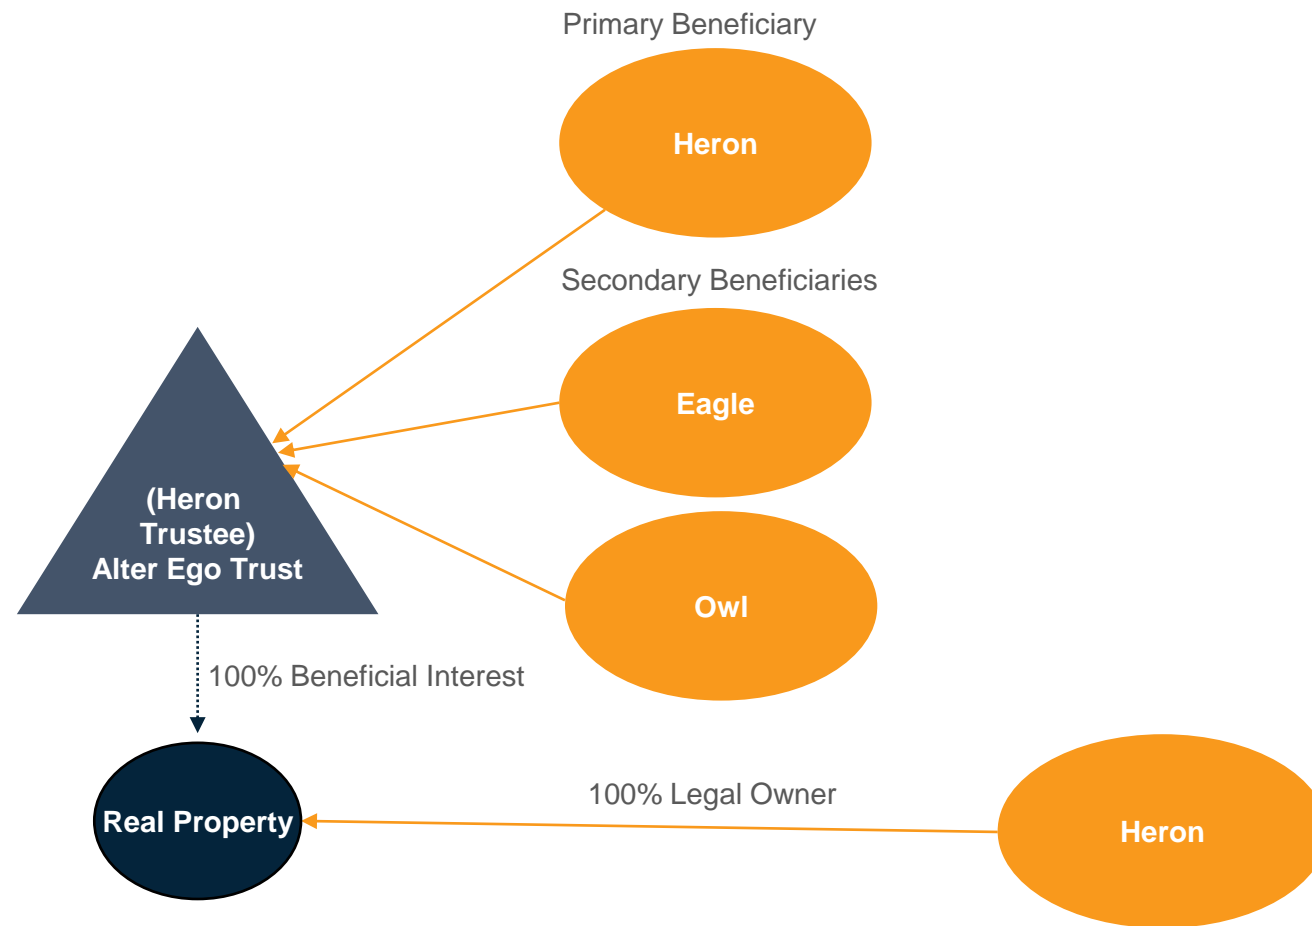 Primary Beneficiary
Heron
Secondary Beneficiaries
Eagle
(Heron
Trustee)
Alter Ego Trust
Owl
100% Beneficial Interest
100% Legal Owner
Real Property
Heron